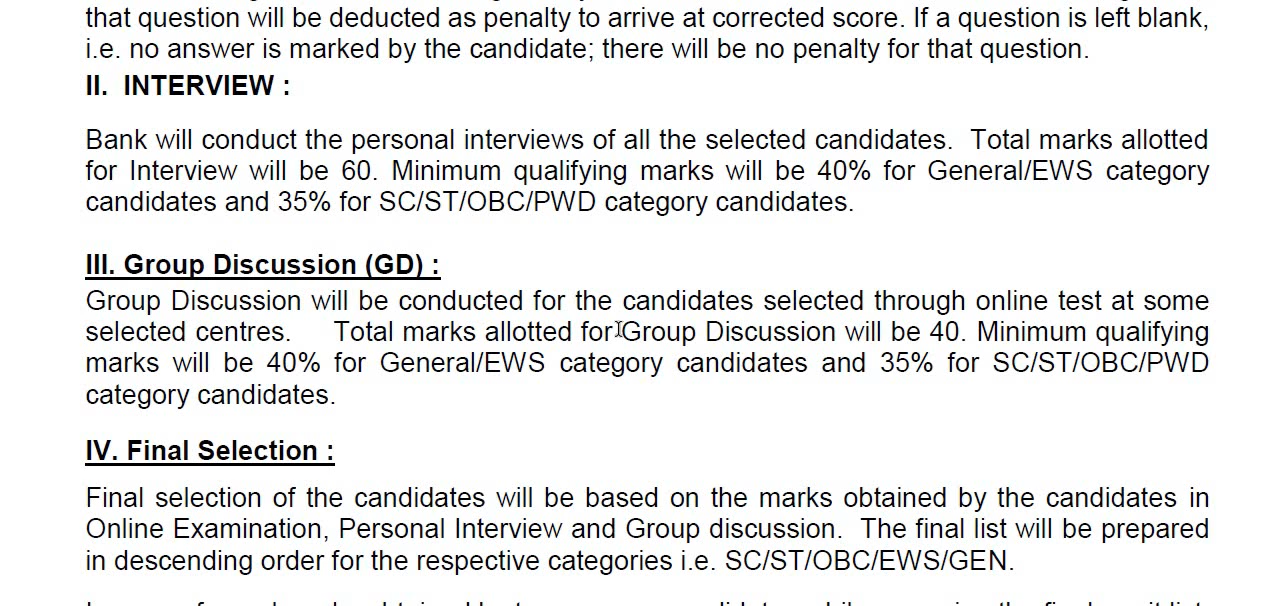 that question will be deducted as penalty to arrive at corrected score. If a question is left blank,
i.e. no answer is marked by the candidate; there will be no penalty for that question.
II. INTERVIEW :
Bank will conduct the personal interviews of all the selected candidates. Total marks allotted
for Interview will be 60. Minimum qualifying marks will be 40% for General/EWS category
candidates and 35% for SC/ST/OBC/PWD category candidates.
III. Group Discussion (GD) :
Group Discussion will be conducted for the candidates selected through online test at some
selected centres. Total marks allotted for Group Discussion will be 40. Minimum qualifying
marks will be 40% for General/EWS category candidates and 35% for SC/ST/OBC/PWD
category candidates.
IV. Final Selection :
Final selection of the candidates will be based on the marks obtained by the candidates in
Online Examination, Personal Interview and Group discussion. The final list will be prepared
in descending order for the respective categories i.e. SC/ST/OBC/EWS/GEN.